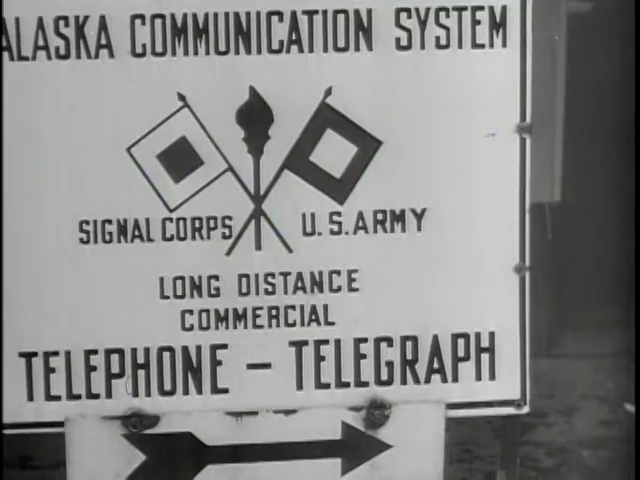 ALASKA COMMUNICATION SYSTEM
SIGNAL CORPS U.S. ARMY
LONG DISTANCE
COMMERCIAL
TELEPHONE - TELEGRAPH